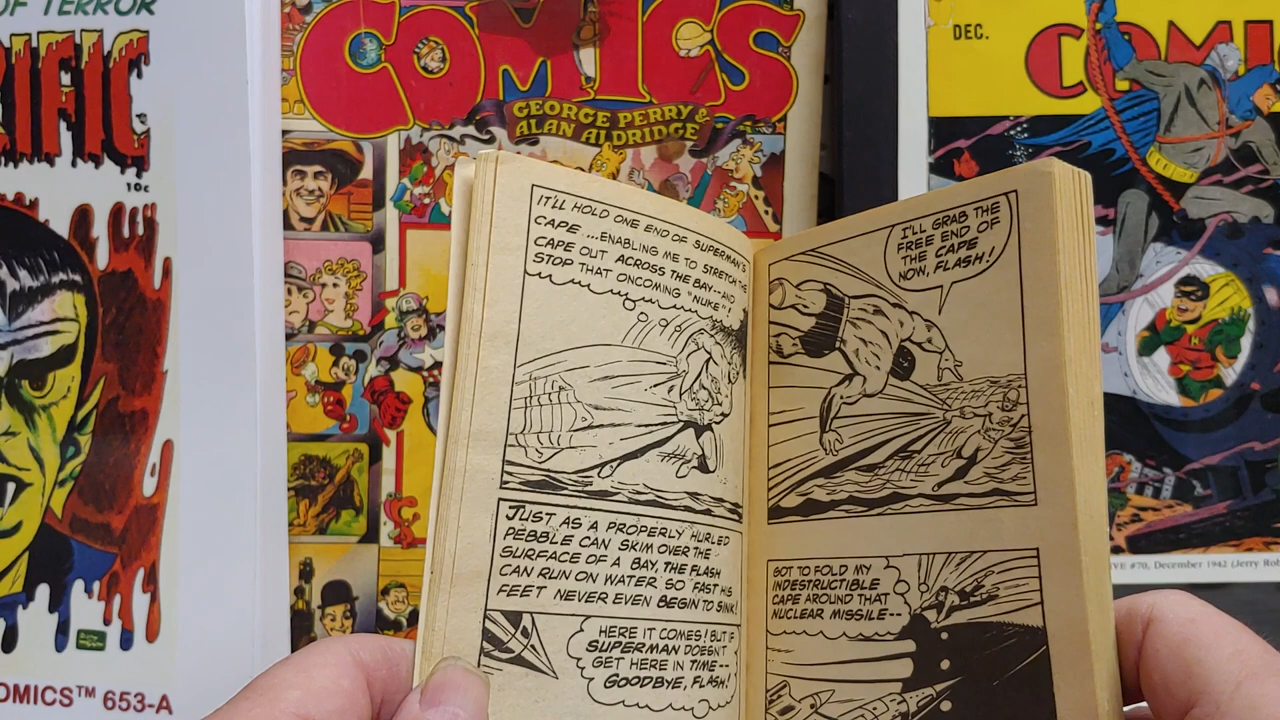 OF TERROR
IFIC
10¢
OMICS™ 653-A
COMICS
GEORGE PERRY &
ALAN ALDRIDGE
DEC.
COMI
VE #70, December 1942 (Jerry Rob
IT'LL HOLD ONE END OF SUPERMAN'S
CAPE...ENABLING ME TO STRETCH THE
CAPE OUT ACROSS THE BAY--AND
STOP THAT ONCOMING "NUKE"!
JUST AS A PROPERLY HURLED
PEBBLE CAN SKIM OVER THE
SURFACE OF A BAY, THE FLASH
CAN RUN ON WATER SO FAST HIS
FEET NEVER EVEN BEGIN TO SINK!
HERE IT COMES! BUT IF
SUPERMAN DOESN'T
GET HERE IN TIME--
GOODBYE, FLASH!
I'LL GRAB THE
FREE END OF
THE CAPE
NOW, FLASH!
GOT TO FOLD MY
INDESTRUCTIBLE
CAPE AROUND THAT
NUCLEAR MISSILE--